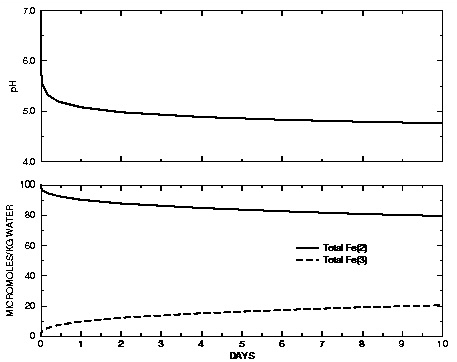 7.0
6.0
5.0
4.0
pH
100
80
60
40
20
0
MICROMOLES/KG WATER
Total Fe(2)
Total Fe(3)
0 1 2 3 4 5 6 7 8 9 10
DAYS